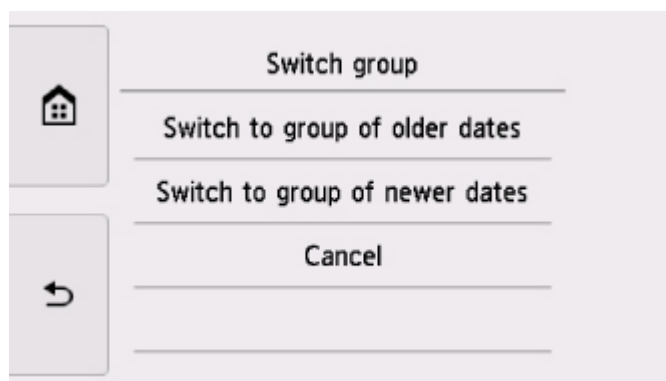 Switch group
Switch to group of older dates
Switch to group of newer dates
Cancel